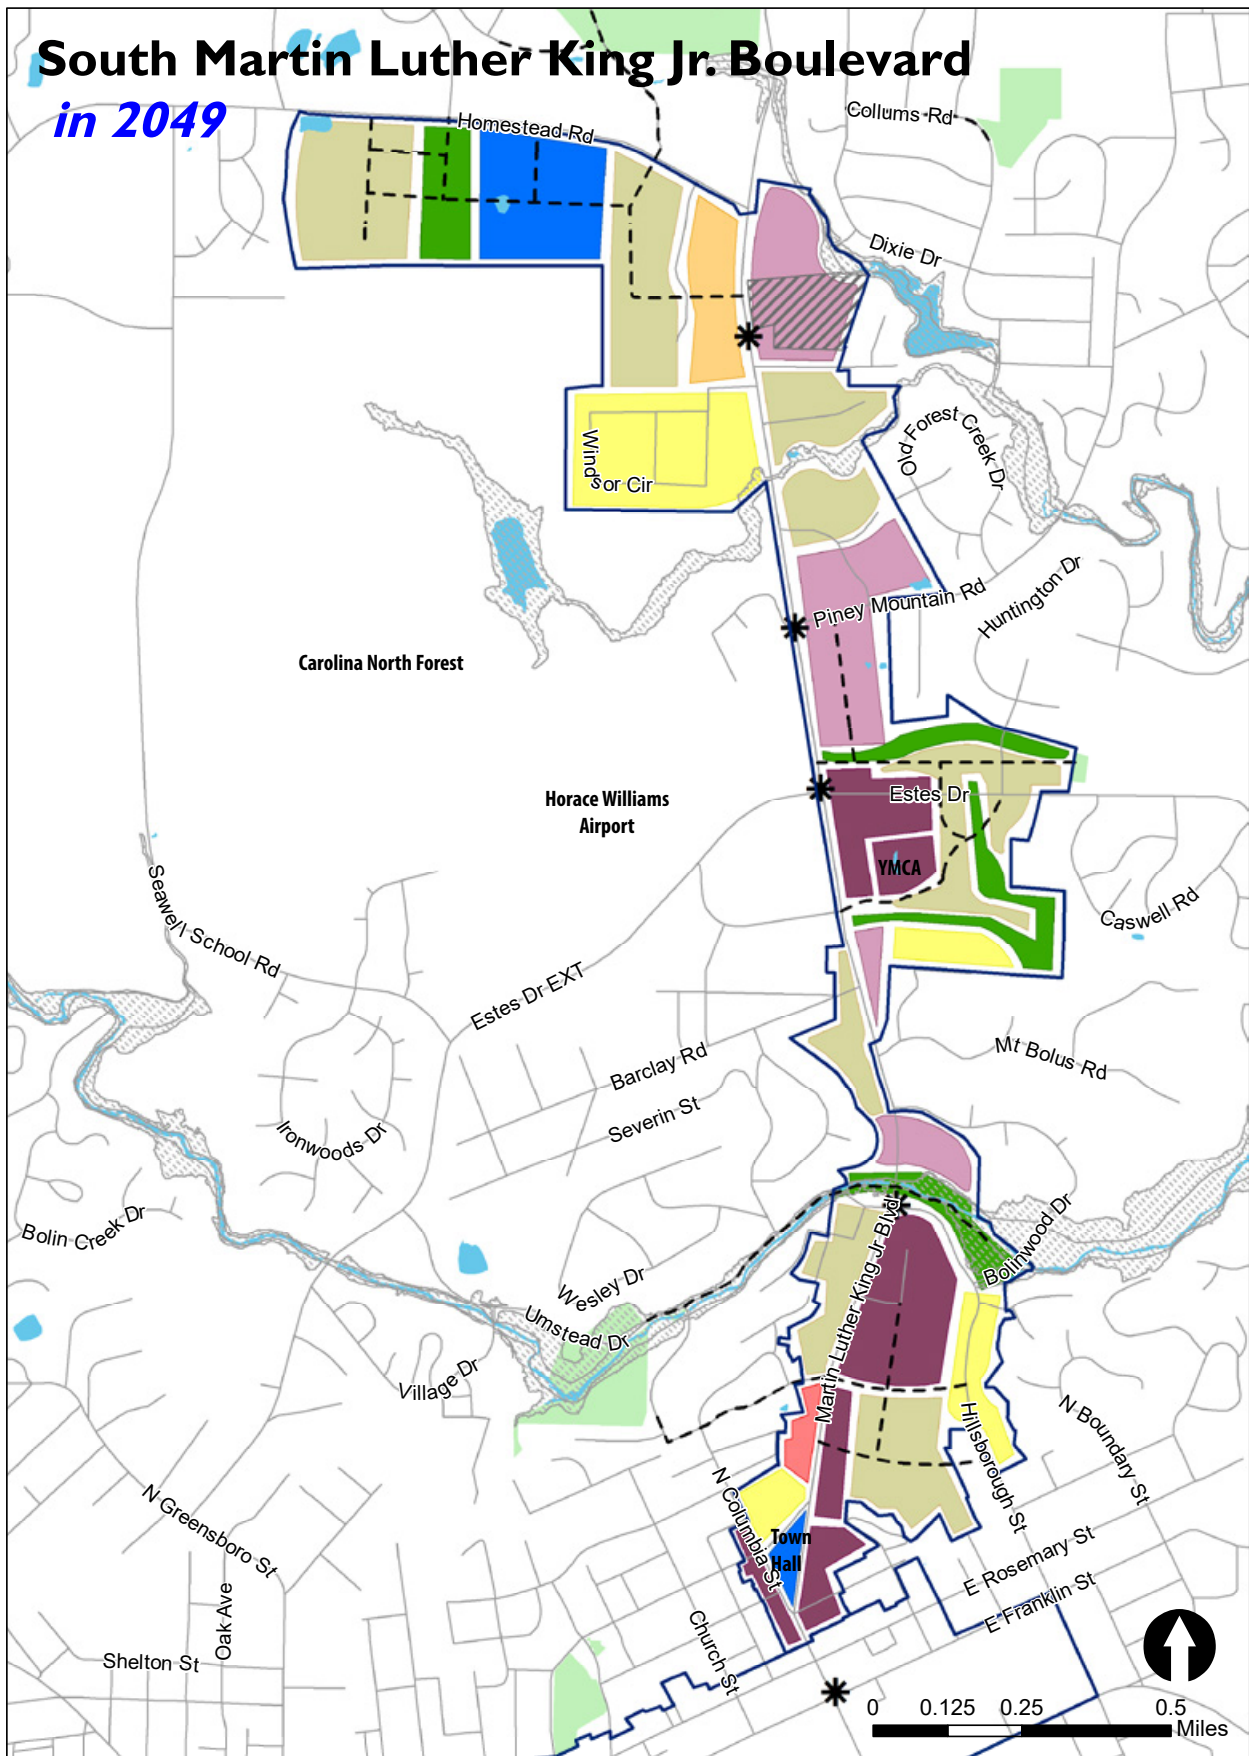 South Martin Luther King Jr. Boulevard
in 2049
Collums Rd
Homestead Rd
Dixie Dr
Old Forest Creek Dr
Windsor Cir
Huntington Dr
Piney Mountain Rd
Carolina North Forest
Horace Williams
Airport
Estes Dr
YMCA
Seawell School Rd
Caswell Rd
Estes Dr EXT
Mt Bolus Rd
Barclay Rd
Severin St
Ironwoods Dr
Bolin Creek Dr
Bolinwood Dr
Martin Luther King Jr Blvd
Wesley Dr
Umstead Dr
Village Dr
Hillsborough St
N Boundary St
N Columbia St
N Greensboro St
Town
Hall
E Rosemary St
E Franklin St
Oak Ave
Church St
Shelton St
0 0.125 0.25 0.5
Miles